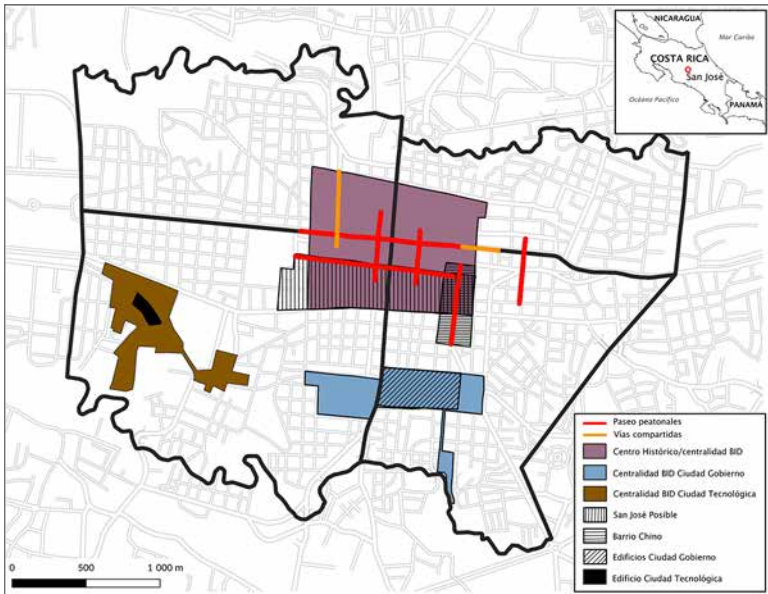 NICARAGUA
Mar Caribe
COSTA RICA
San José
Océano Pacífico
PANAMÁ
Paseo peatonales
Vías compartidas
Centro Histórico/centralidad BID
Centralidad BID Ciudad Gobierno
Centralidad BID Ciudad Tecnológica
San José Posible
Barrio Chino
Edificios Ciudad Gobierno
Edificio Ciudad Tecnológica
0 500 1 000 m